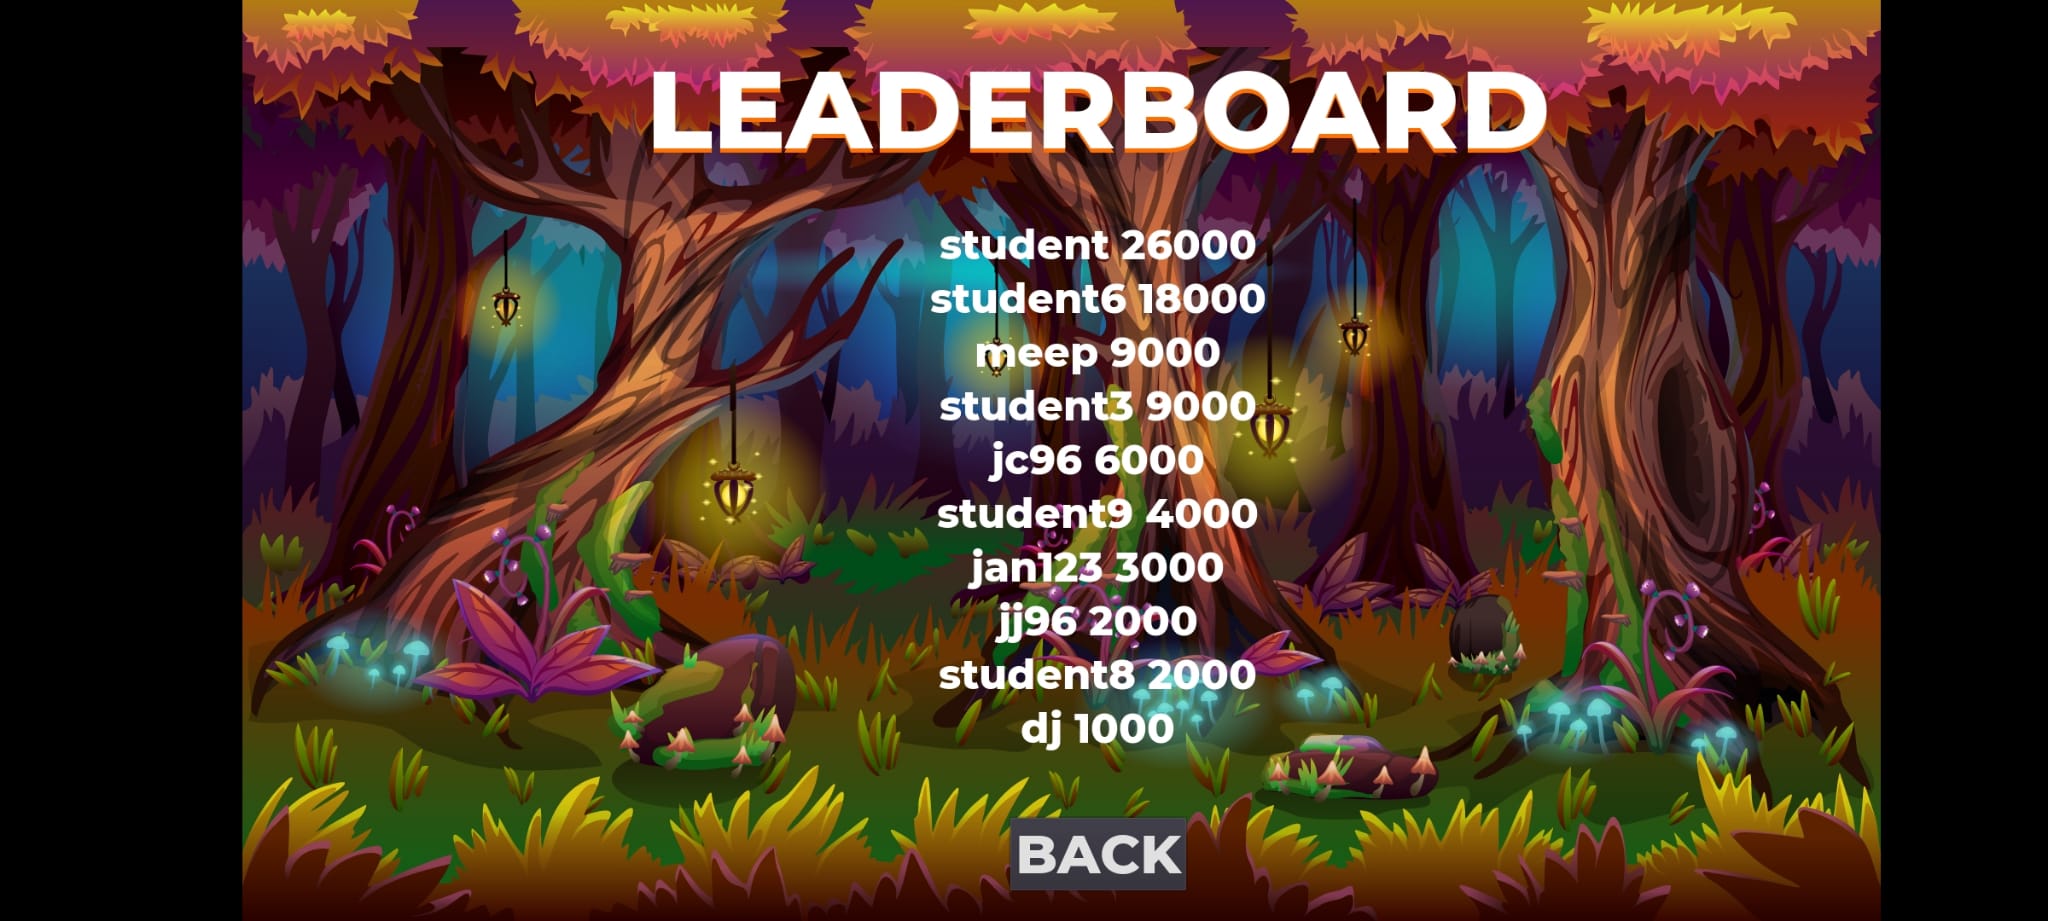 LEADERBOARD
student 26000
student6 18000
meep 9000
student3 9000
jc96 6000
student9 4000
jan123 3000
jj96 2000
student8 2000
dj 1000
BACK